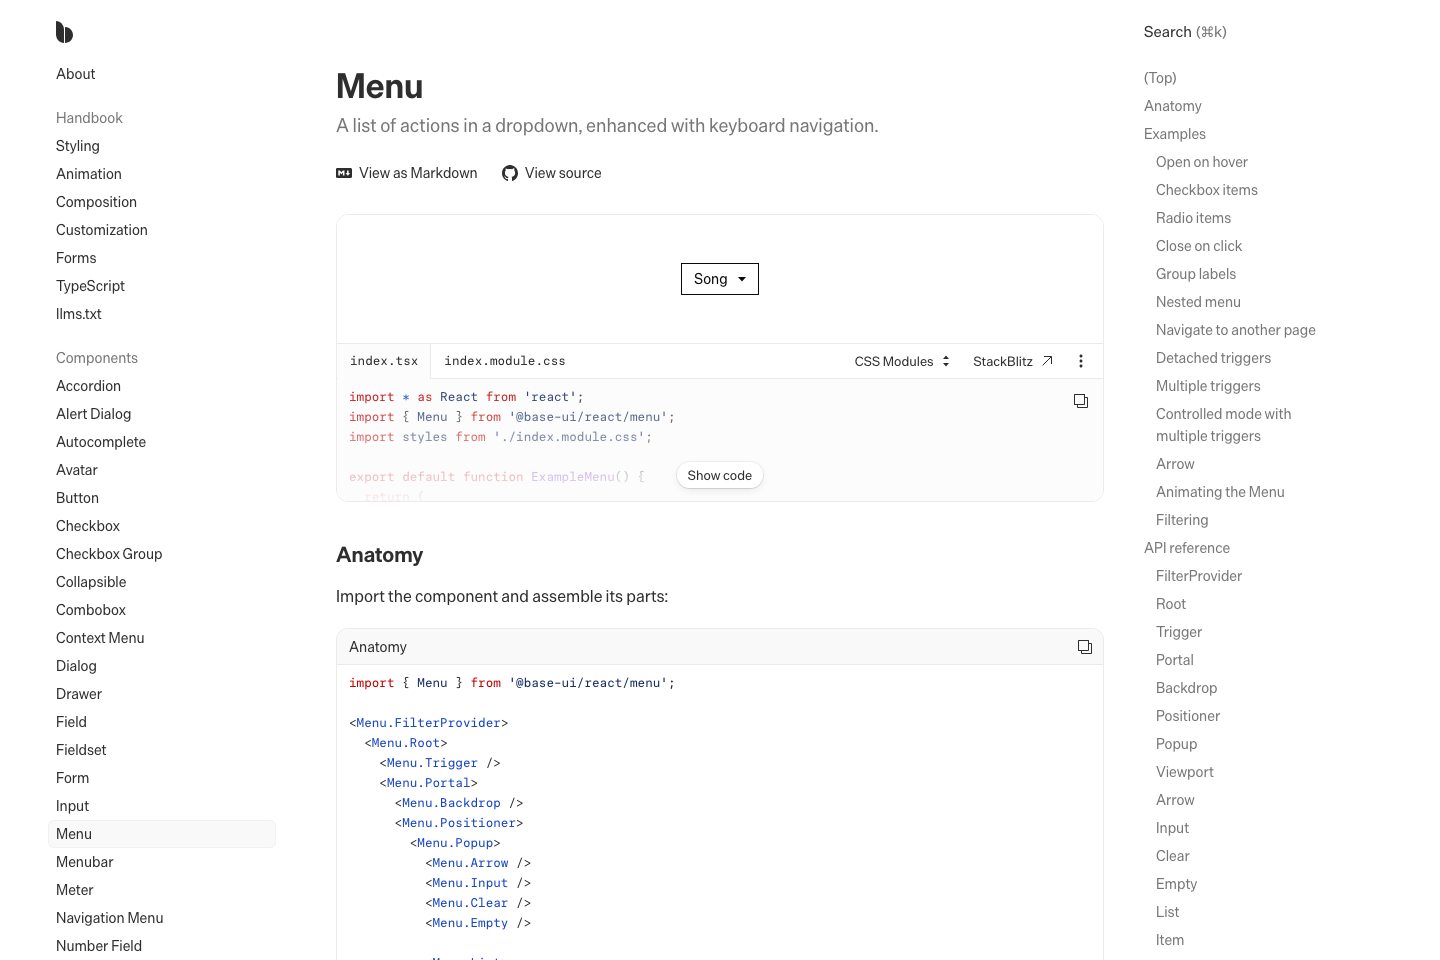 About
Handbook
Styling
Animation
Composition
Customization
Forms
TypeScript
llms.txt
Components
Accordion
Alert Dialog
Autocomplete
Avatar
Button
Checkbox
Checkbox Group
Collapsible
Combobox
Context Menu
Dialog
Drawer
Field
Fieldset
Form
Input
Menu
Menubar
Meter
Navigation Menu
Number Field
Menu
A list of actions in a dropdown, enhanced with keyboard navigation.
View as Markdown View source
Song
index.tsx index.module.css CSS Modules StackBlitz
import * as React from 'react';
import { Menu } from '@base-ui/react/menu';
import styles from './index.module.css';
export default function ExampleMenu() {
return (
Show code
Anatomy
Import the component and assemble its parts:
Anatomy
import { Menu } from '@base-ui/react/menu';
<Menu.FilterProvider>
<Menu.Root>
<Menu.Trigger />
<Menu.Portal>
<Menu.Backdrop />
<Menu.Positioner>
<Menu.Popup>
<Menu.Arrow />
<Menu.Input />
<Menu.Clear />
<Menu.Empty />
Search (⌘k)
(Top)
Anatomy
Examples
Open on hover
Checkbox items
Radio items
Close on click
Group labels
Nested menu
Navigate to another page
Detached triggers
Multiple triggers
Controlled mode with
multiple triggers
Arrow
Animating the Menu
Filtering
API reference
FilterProvider
Root
Trigger
Portal
Backdrop
Positioner
Popup
Viewport
Arrow
Input
Clear
Empty
List
Item